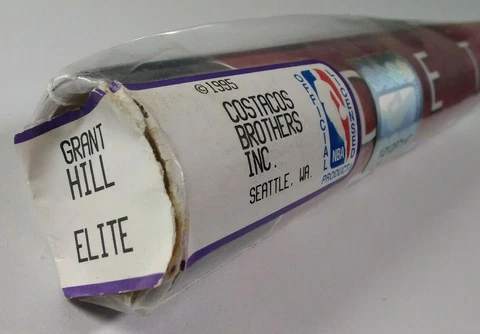 GRANT
HILL
ELITE
©1995
COSTACOS
BROTHERS
INC.
SEATTLE, WA.
OFFICIAL
LICENSED
PRODUCT
NBA
E T